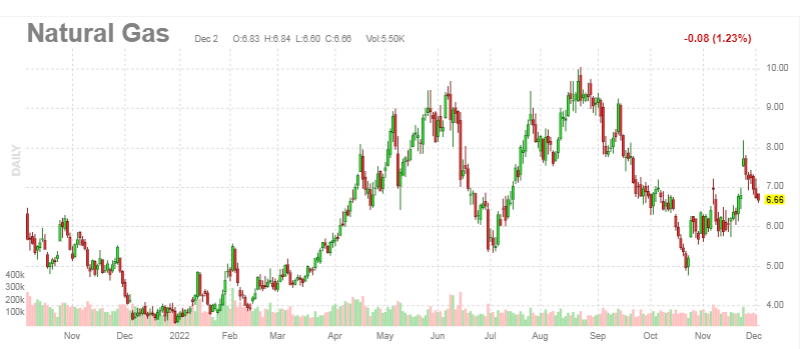 Natural Gas Dec 2 O:6.83 H:6.84 L:6.60 C:6.66 Vol:5.50K -0.08 (1.23%)
10.00
9.00
8.00
DAILY
7.00
6.66
6.00
5.00
400k
300k
200k
100k
4.00
Nov Dec 2022 Feb Mar Apr May Jun Jul Aug Sep Oct Nov Dec